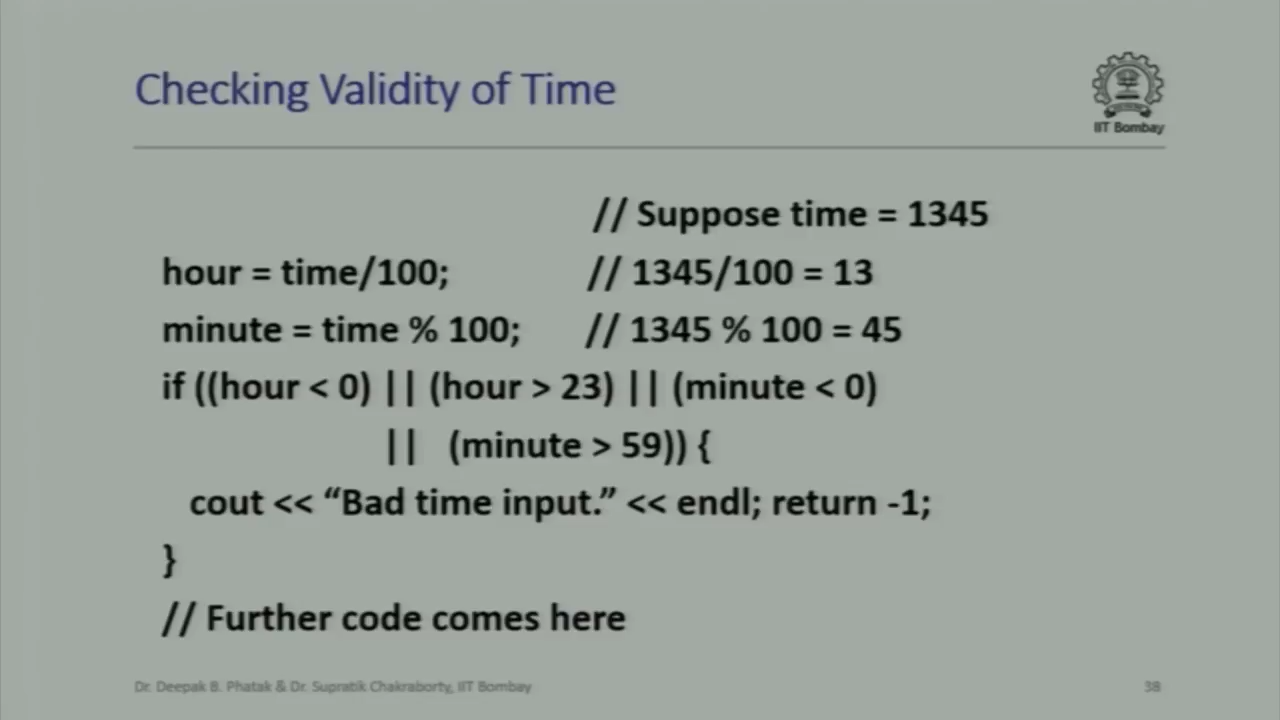 Checking Validity of Time
IIT Bombay
// Suppose time = 1345
hour = time/100; // 1345/100 = 13
minute = time % 100; // 1345 % 100 = 45
if ((hour < 0) || (hour > 23) || (minute < 0)
|| (minute > 59)) {
cout << “Bad time input.” << endl; return -1;
}
// Further code comes here
Dr. Deepak B. Phatak & Dr. Supratik Chakraborty, IIT Bombay
38